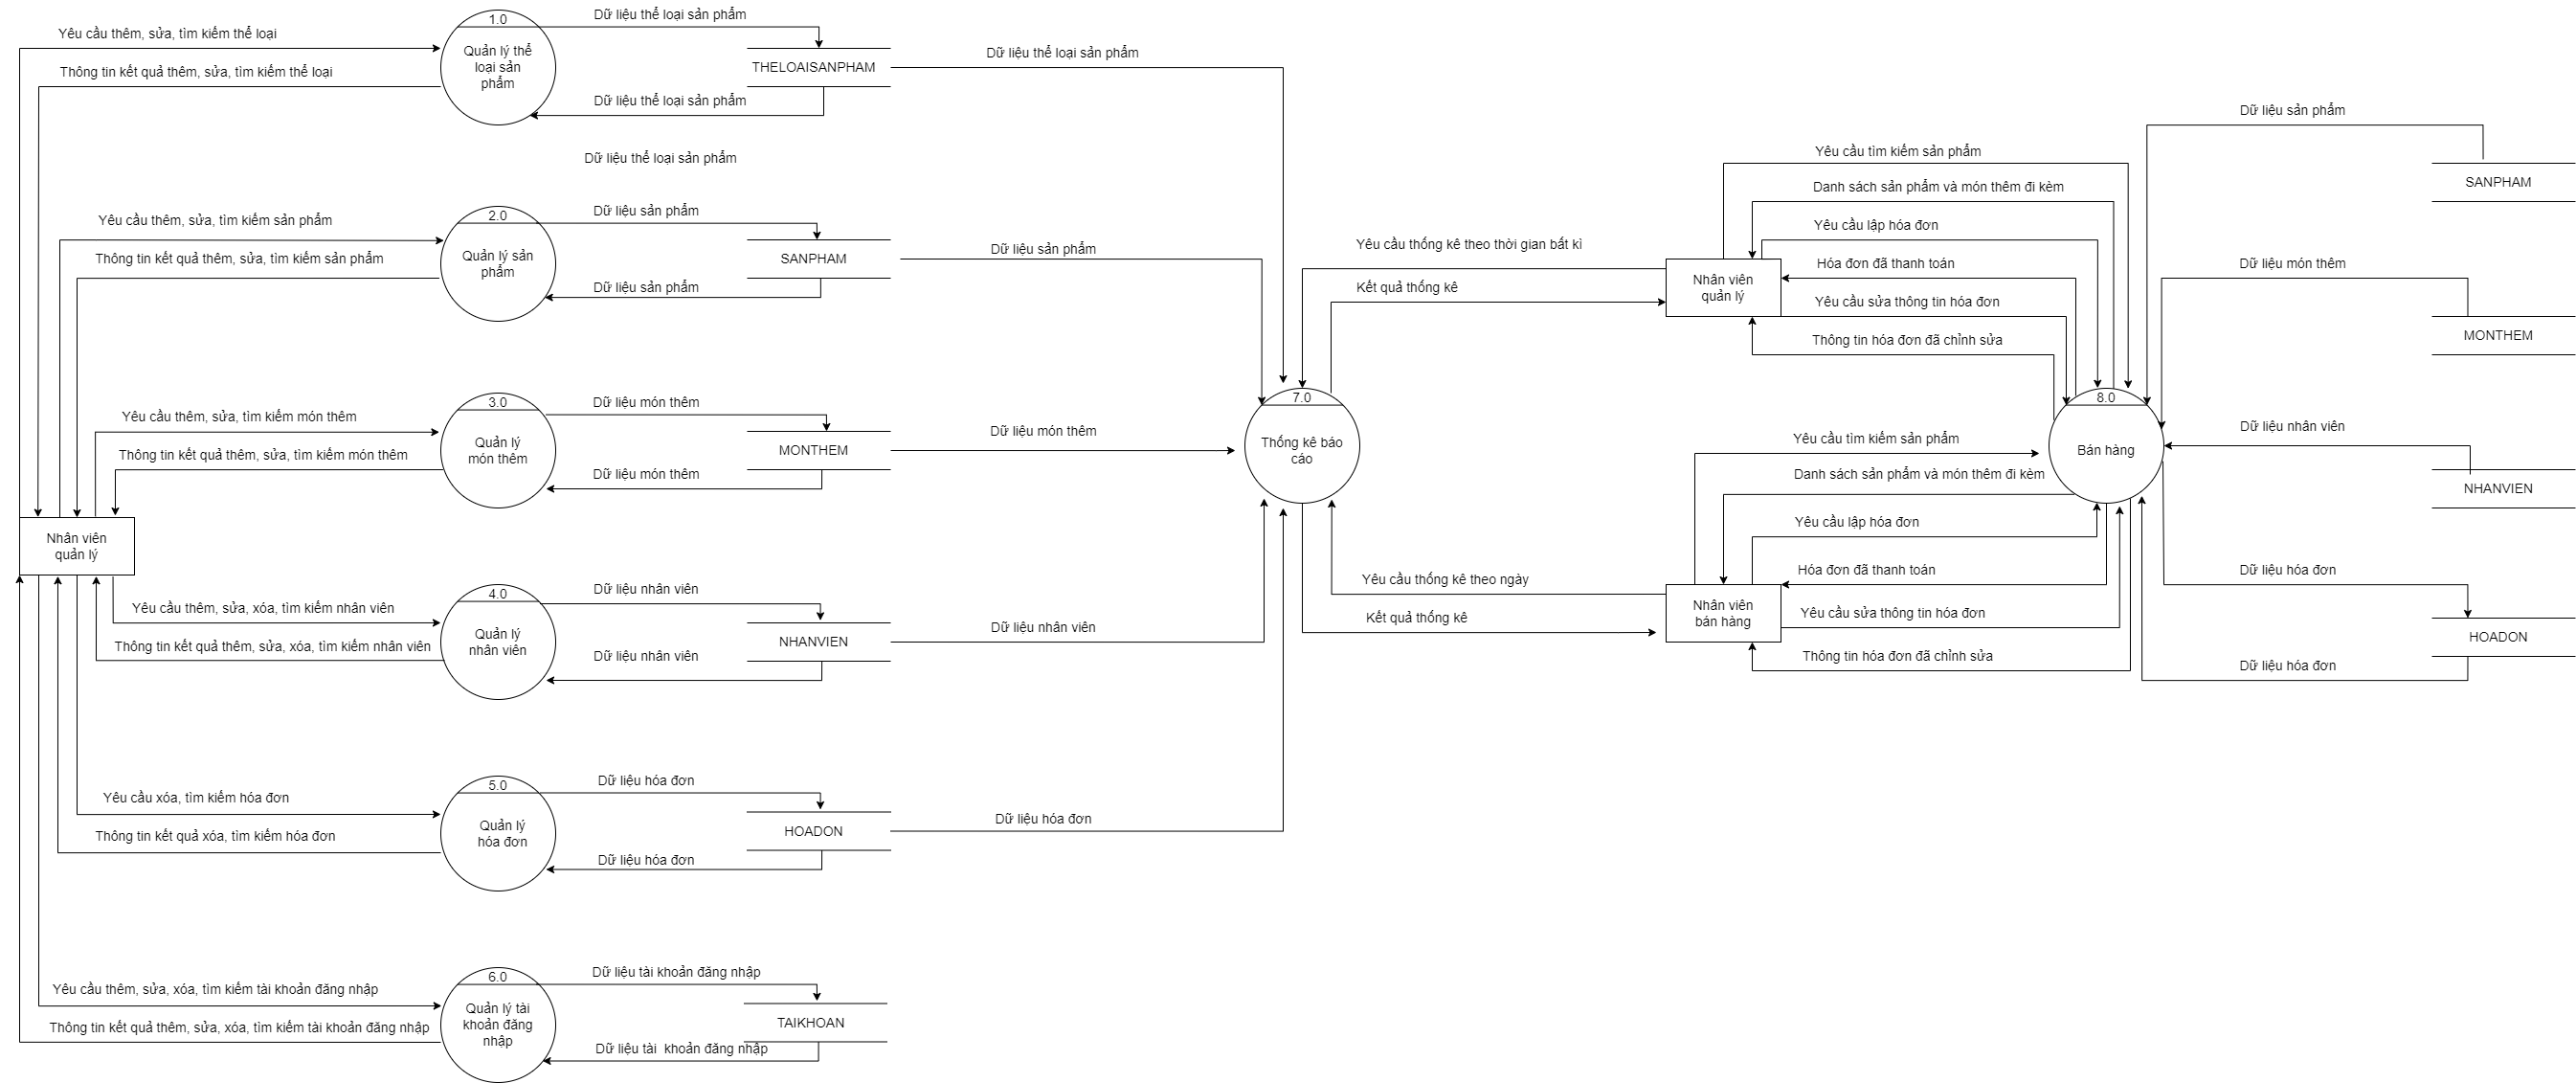 1.0
Quản lý thể
loại sản
phẩm
Yêu cầu thêm, sửa, tìm kiếm thể loại
Thông tin kết quả thêm, sửa, tìm kiếm thể loại
Dữ liệu thể loại sản phẩm
THELOAISANPHAM
Dữ liệu thể loại sản phẩm
Dữ liệu thể loại sản phẩm
Dữ liệu thể loại sản phẩm
2.0
Quản lý sản
phẩm
Yêu cầu thêm, sửa, tìm kiếm sản phẩm
Thông tin kết quả thêm, sửa, tìm kiếm sản phẩm
Dữ liệu sản phẩm
SANPHAM
Dữ liệu sản phẩm
Dữ liệu sản phẩm
3.0
Quản lý
món thêm
Yêu cầu thêm, sửa, tìm kiếm món thêm
Thông tin kết quả thêm, sửa, tìm kiếm món thêm
Dữ liệu món thêm
MONTHEM
Dữ liệu món thêm
Dữ liệu món thêm
Nhân viên
quản lý
4.0
Quản lý
nhân viên
Yêu cầu thêm, sửa, xóa, tìm kiếm nhân viên
Thông tin kết quả thêm, sửa, xóa, tìm kiếm nhân viên
Dữ liệu nhân viên
NHANVIEN
Dữ liệu nhân viên
Dữ liệu nhân viên
5.0
Quản lý
hóa đơn
Yêu cầu xóa, tìm kiếm hóa đơn
Thông tin kết quả xóa, tìm kiếm hóa đơn
Dữ liệu hóa đơn
HOADON
Dữ liệu hóa đơn
Dữ liệu hóa đơn
6.0
Quản lý tài
khoản đăng
nhập
Yêu cầu thêm, sửa, xóa, tìm kiếm tài khoản đăng nhập
Thông tin kết quả thêm, sửa, xóa, tìm kiếm tài khoản đăng nhập
Dữ liệu tài khoản đăng nhập
TAIKHOAN
Dữ liệu tài  khoản đăng nhập
7.0
Thống kê báo
cáo
Yêu cầu thống kê theo thời gian bất kì
Kết quả thống kê
Yêu cầu thống kê theo ngày
Kết quả thống kê
Nhân viên
quản lý
Yêu cầu tìm kiếm sản phẩm
Danh sách sản phẩm và món thêm đi kèm
Yêu cầu lập hóa đơn
Hóa đơn đã thanh toán
Yêu cầu sửa thông tin hóa đơn
Thông tin hóa đơn đã chỉnh sửa
8.0
Bán hàng
Yêu cầu tìm kiếm sản phẩm
Danh sách sản phẩm và món thêm đi kèm
Yêu cầu lập hóa đơn
Hóa đơn đã thanh toán
Yêu cầu sửa thông tin hóa đơn
Thông tin hóa đơn đã chỉnh sửa
Nhân viên
bán hàng
Dữ liệu sản phẩm
SANPHAM
Dữ liệu món thêm
MONTHEM
Dữ liệu nhân viên
NHANVIEN
Dữ liệu hóa đơn
HOADON
Dữ liệu hóa đơn